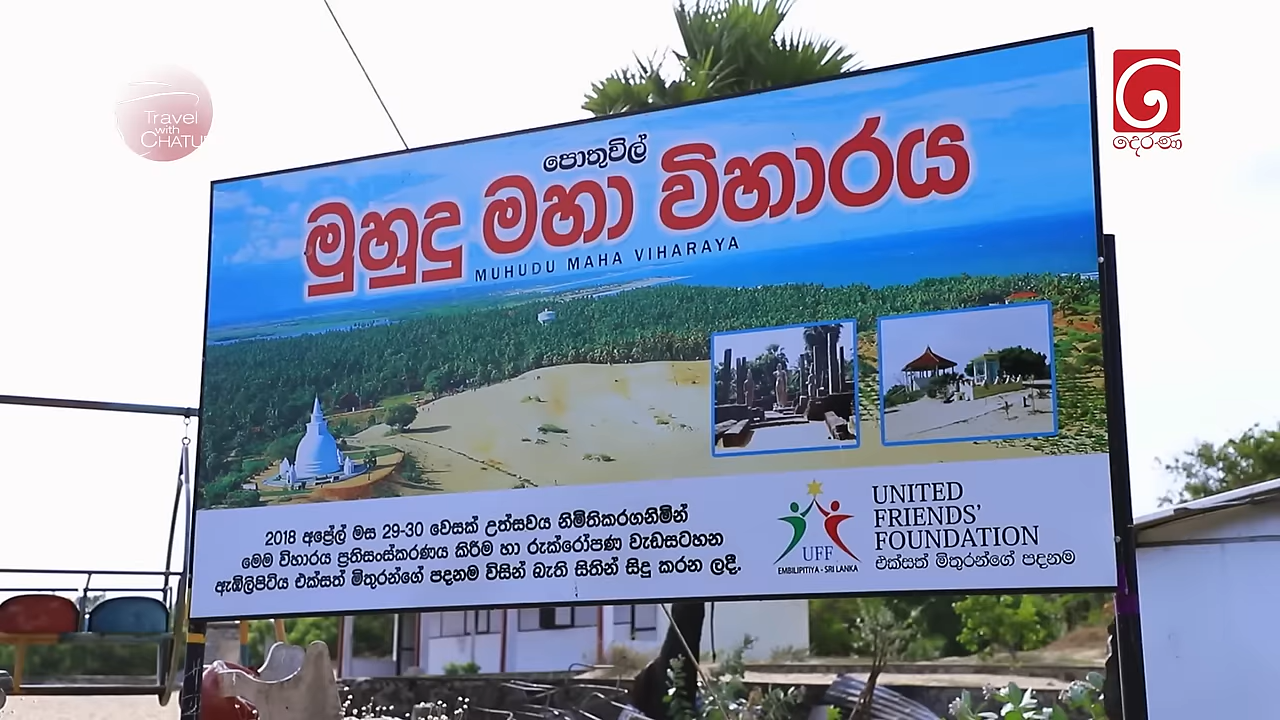 Travel
with
CHATU
දෙරණ
පොතුවිල්
මුහුදු මහා විහාරය
MUHUDU MAHA VIHARAYA
2018 අප්‍රේල් මස 29-30 වෙසක් උත්සවය නිමිතිකරගනිමින්
මෙම විහාරය ප්‍රතිසංස්කරණය කිරීම හා රුක්රෝපණ වැඩසටහන
ඇඹිලිපිටිය එක්සත් මිතුරන්ගේ පදනම විසින් බැති සිතින් සිදු කරන ලදී.
UFF
EMBILIPITIYA - SRI LANKA
UNITED
FRIENDS'
FOUNDATION
එක්සත් මිතුරන්ගේ පදනම